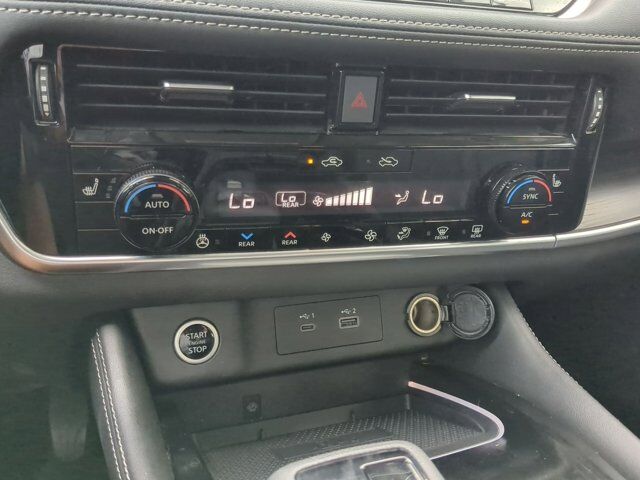 AUTO
ON·OFF
Lo
Lo
REAR
Lo
SYNC
A/C
REAR
REAR
FRONT
REAR
START
ENGINE
STOP
1
2